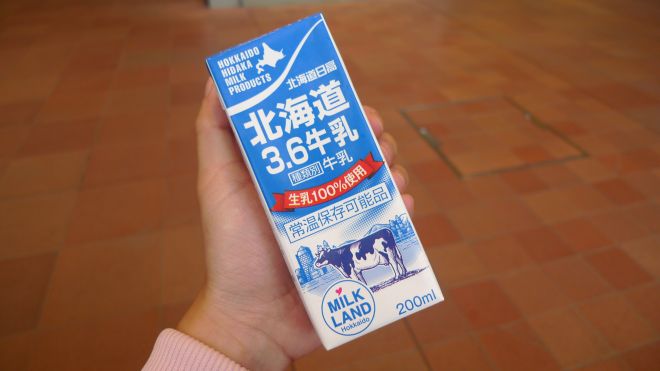 HOKKAIDO
HIDAKA
MILK
PRODUCTS
北海道日高
北海道
3.6牛乳
種類別 牛乳
生乳100%使用
常温保存可能品
MILK
LAND
Hokkaido
200ml